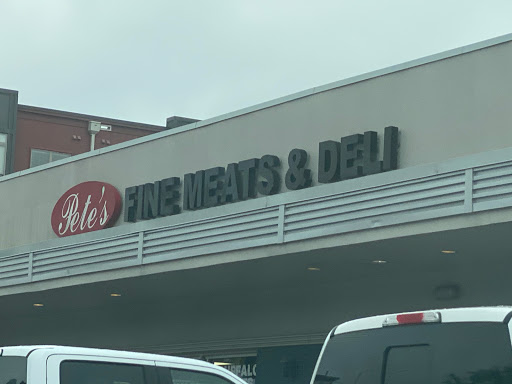 Pete's FINE MEATS & DELI